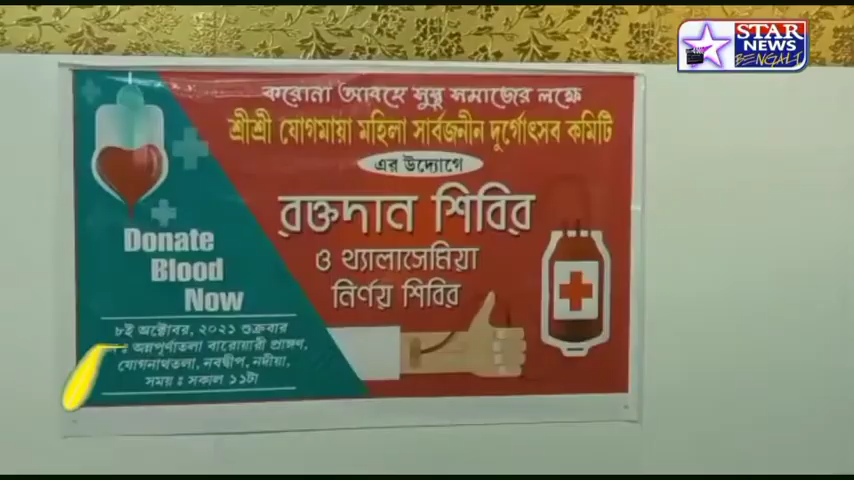 STAR
NEWS
BENGALI
করোনা আবহে সুস্থ সমাজের লক্ষে
শ্রীশ্রী যোগমায়া মহিলা সার্বজনীন দুর্গোৎসব কমিটি
এর উদ্যোগে
রক্তদান শিবির
ও থ্যালাসেমিয়া
নির্ণয় শিবির
Donate
Blood
Now
৮ই অক্টোবর, ২০২১ শুক্রবার
: অন্নপূর্ণাতলা বারোয়ারী প্রাঙ্গণ,
যোগনাথতলা, নবদ্বীপ, নদীয়া,
সময় : সকাল ১১টা